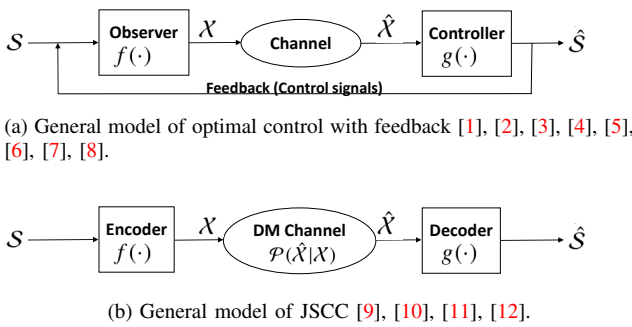 S Observer f(·) X Channel X̂ Controller g(·) Ŝ
Feedback (Control signals)
(a) General model of optimal control with feedback [1], [2], [3], [4], [5],
[6], [7], [8].
S Encoder f(·) X DM Channel P(X̂|X) X̂ Decoder g(·) Ŝ
(b) General model of JSCC [9], [10], [11], [12].